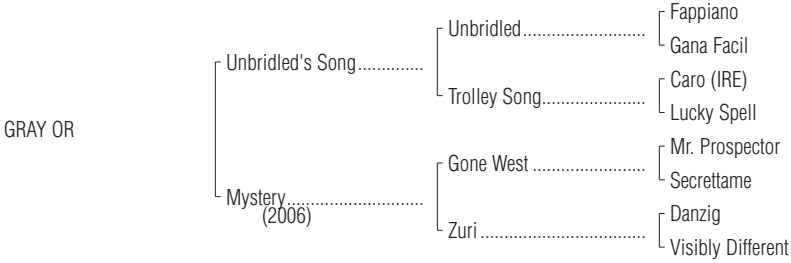 Fappiano
Unbridled..............................
Gana Facil
Unbridled's Song..............
Caro (IRE)
Trolley Song.........................
Lucky Spell
GRAY OR
Mr. Prospector
Gone West ...........................
Secrettame
Mystery.................................
(2006)
Danzig
Zuri ........................................
Visibly Different